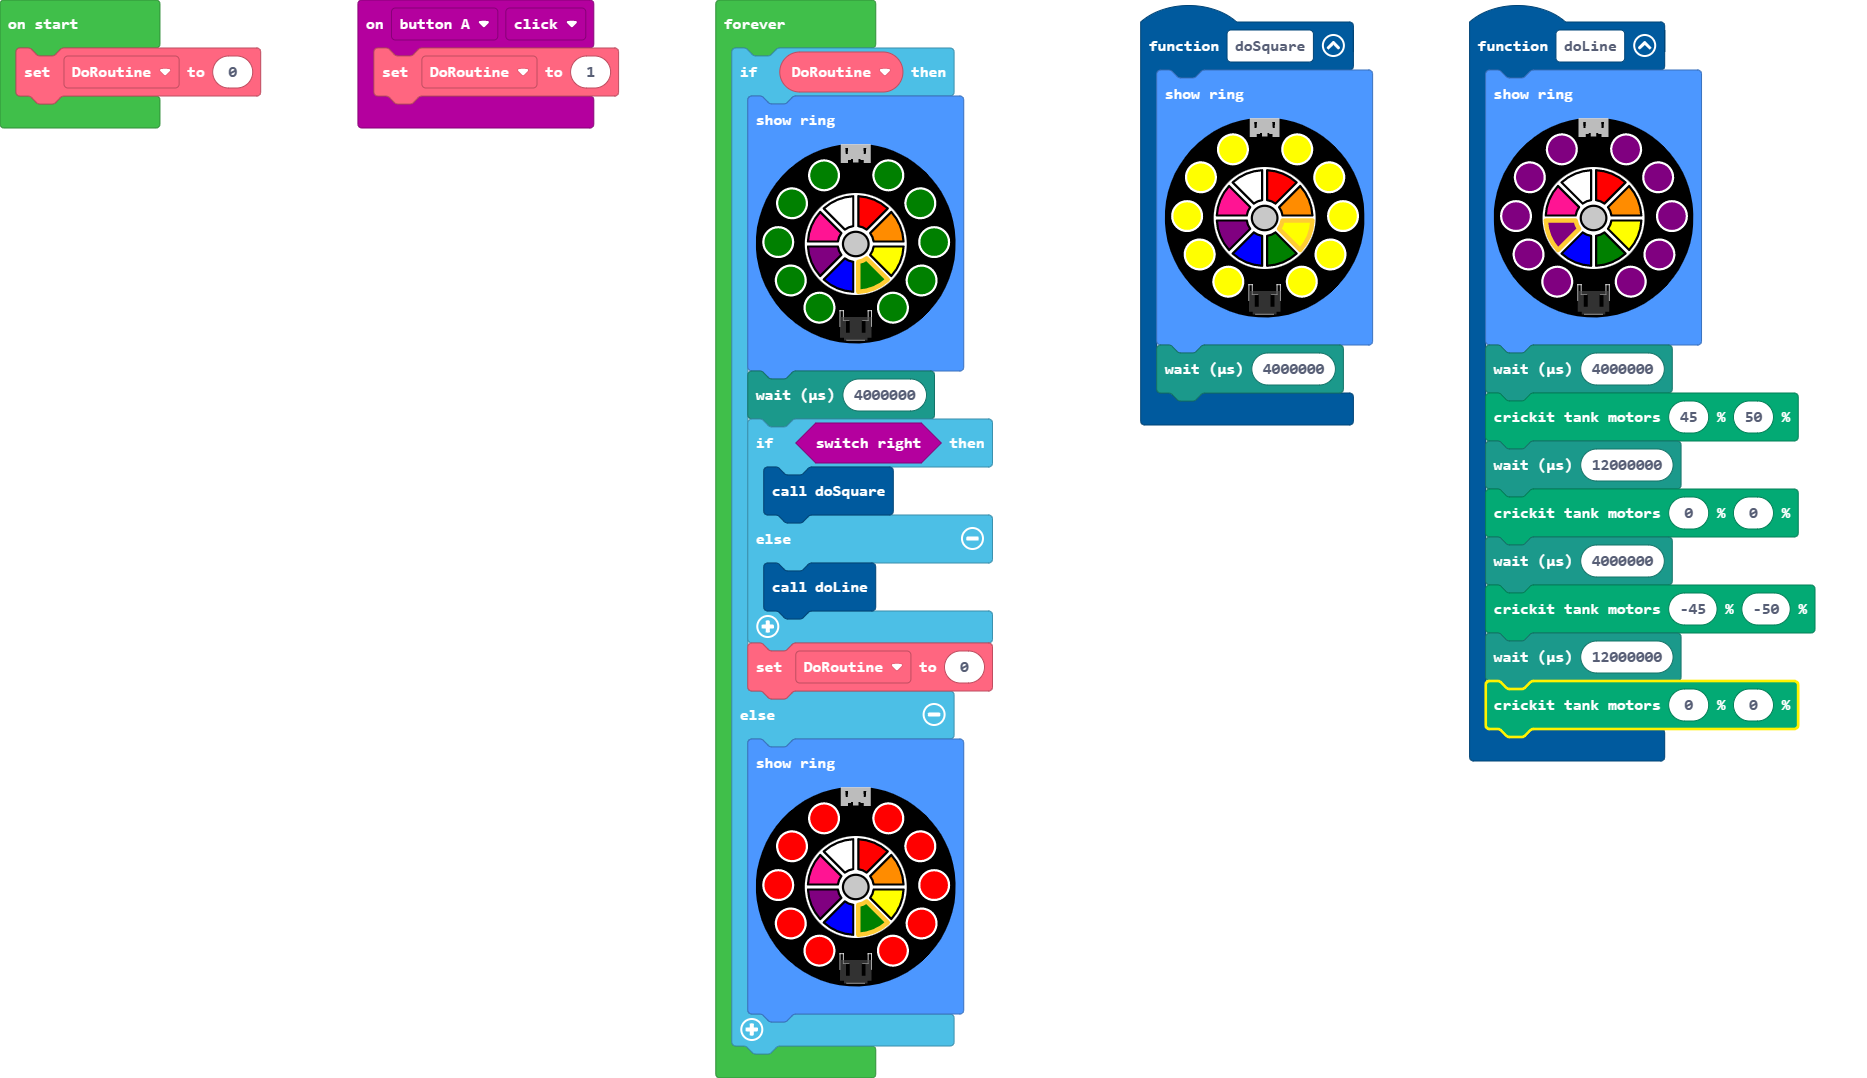 on start
set DoRoutine to 0
on button A click
set DoRoutine to 1
forever
if DoRoutine then
show ring
wait (µs) 4000000
if switch right then
call doSquare
else
call doLine
set DoRoutine to 0
else
show ring
function doSquare
show ring
wait (µs) 4000000
function doLine
show ring
wait (µs) 4000000
crickit tank motors 45 % 50 %
wait (µs) 12000000
crickit tank motors 0 % 0 %
wait (µs) 4000000
crickit tank motors -45 % -50 %
wait (µs) 12000000
crickit tank motors 0 % 0 %